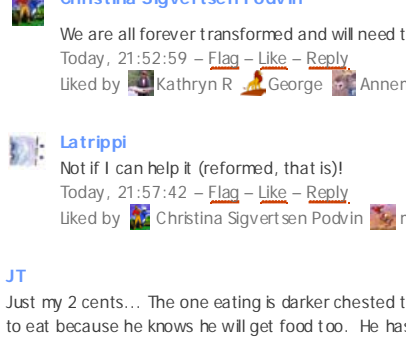 Christina Sigvertsen Podvin
We are all forever transformed and will need t
Today, 21:52:59 – Flag – Like – Reply
Liked by Kathryn R George Anner
Latrippi
Not if I can help it (reformed, that is)!
Today, 21:57:42 – Flag – Like – Reply
Liked by Christina Sigvertsen Podvin
JT
Just my 2 cents... The one eating is darker chested t
to eat because he knows he will get food too. He has